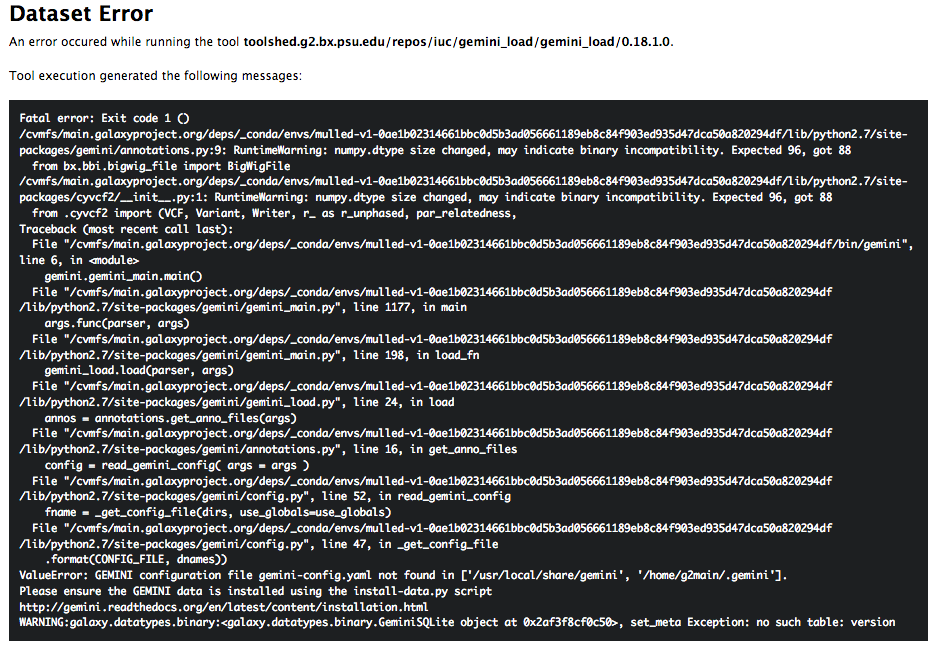 Dataset Error
An error occured while running the tool toolshed.g2.bx.psu.edu/repos/iuc/gemini_load/gemini_load/0.18.1.0.
Tool execution generated the following messages:
Fatal error: Exit code 1 ()
/cvmfs/main.galaxyproject.org/deps/_conda/envs/mulled-v1-0ae1b02314661bbc0d5b3ad056661189eb8c84f903ed935d47dca50a820294df/lib/python2.7/site-
packages/gemini/annotations.py:9: RuntimeWarning: numpy.dtype size changed, may indicate binary incompatibility. Expected 96, got 88
  from bx.bbi.bigwig_file import BigWigFile
/cvmfs/main.galaxyproject.org/deps/_conda/envs/mulled-v1-0ae1b02314661bbc0d5b3ad056661189eb8c84f903ed935d47dca50a820294df/lib/python2.7/site-
packages/cyvcf2/__init__.py:1: RuntimeWarning: numpy.dtype size changed, may indicate binary incompatibility. Expected 96, got 88
  from .cyvcf2 import (VCF, Variant, Writer, r_ as r_unphased, par_relatedness,
Traceback (most recent call last):
  File "/cvmfs/main.galaxyproject.org/deps/_conda/envs/mulled-v1-0ae1b02314661bbc0d5b3ad056661189eb8c84f903ed935d47dca50a820294df/bin/gemini",
line 6, in <module>
    gemini.gemini_main.main()
  File "/cvmfs/main.galaxyproject.org/deps/_conda/envs/mulled-v1-0ae1b02314661bbc0d5b3ad056661189eb8c84f903ed935d47dca50a820294df
/lib/python2.7/site-packages/gemini/gemini_main.py", line 1177, in main
    args.func(parser, args)
  File "/cvmfs/main.galaxyproject.org/deps/_conda/envs/mulled-v1-0ae1b02314661bbc0d5b3ad056661189eb8c84f903ed935d47dca50a820294df
/lib/python2.7/site-packages/gemini/gemini_main.py", line 198, in load_fn
    gemini_load.load(parser, args)
  File "/cvmfs/main.galaxyproject.org/deps/_conda/envs/mulled-v1-0ae1b02314661bbc0d5b3ad056661189eb8c84f903ed935d47dca50a820294df
/lib/python2.7/site-packages/gemini/gemini_load.py", line 24, in load
    annos = annotations.get_anno_files(args)
  File "/cvmfs/main.galaxyproject.org/deps/_conda/envs/mulled-v1-0ae1b02314661bbc0d5b3ad056661189eb8c84f903ed935d47dca50a820294df
/lib/python2.7/site-packages/gemini/annotations.py", line 16, in get_anno_files
    config = read_gemini_config( args = args )
  File "/cvmfs/main.galaxyproject.org/deps/_conda/envs/mulled-v1-0ae1b02314661bbc0d5b3ad056661189eb8c84f903ed935d47dca50a820294df
/lib/python2.7/site-packages/gemini/config.py", line 52, in read_gemini_config
    fname = _get_config_file(dirs, use_globals=use_globals)
  File "/cvmfs/main.galaxyproject.org/deps/_conda/envs/mulled-v1-0ae1b02314661bbc0d5b3ad056661189eb8c84f903ed935d47dca50a820294df
/lib/python2.7/site-packages/gemini/config.py", line 47, in _get_config_file
    .format(CONFIG_FILE, dnames))
ValueError: GEMINI configuration file gemini-config.yaml not found in ['/usr/local/share/gemini', '/home/g2main/.gemini'].
Please ensure the GEMINI data is installed using the install-data.py script
http://gemini.readthedocs.org/en/latest/content/installation.html
WARNING:galaxy.datatypes.binary:<galaxy.datatypes.binary.GeminiSQLite object at 0x2af3f8cf0c50>, set_meta Exception: no such table: version